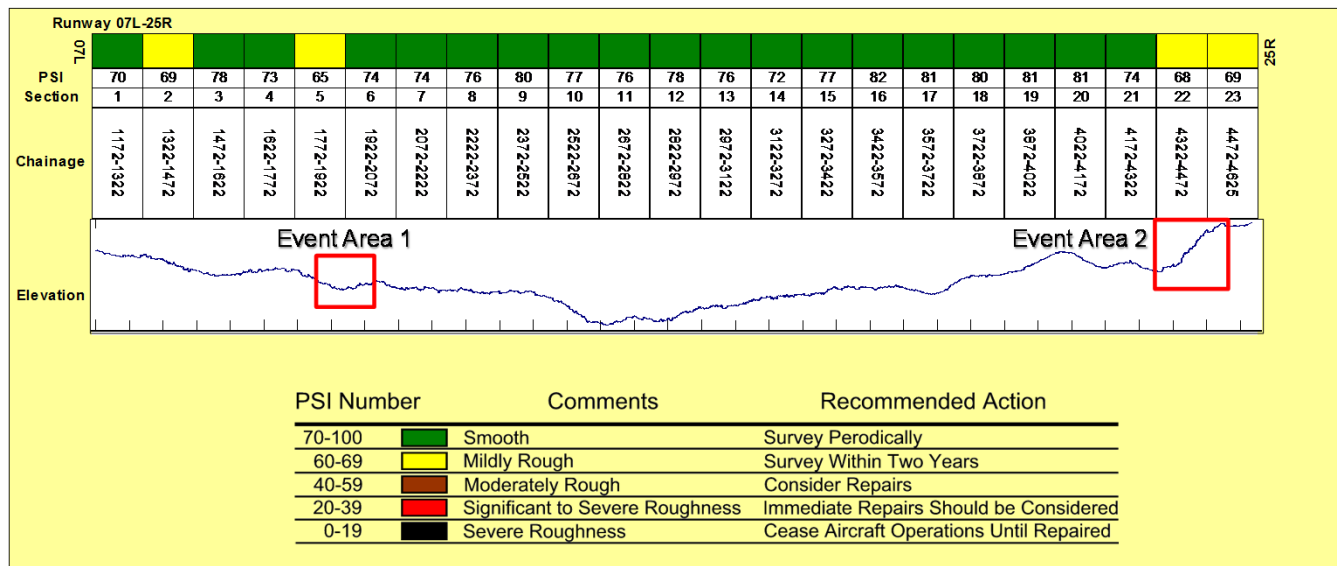 Runway 07L-25R
07L 25R
PSI 70 69 78 73 65 74 74 76 80 77 76 78 76 72 77 82 81 80 81 81 74 68 69
Section 1 2 3 4 5 6 7 8 9 10 11 12 13 14 15 16 17 18 19 20 21 22 23
Chainage 1172-1322 1322-1472 1472-1622 1622-1772 1772-1922 1922-2072 2072-2222 2222-2372 2372-2522 2522-2672 2672-2822 2822-2972 2972-3122 3122-3272 3272-3422 3422-3572 3572-3722 3722-3872 3872-4022 4022-4172 4172-4322 4322-4472 4472-4625
Event Area 1 Event Area 2
Elevation
PSI Number Comments Recommended Action
70-100 Smooth Survey Perodically
60-69 Mildly Rough Survey Within Two Years
40-59 Moderately Rough Consider Repairs
20-39 Significant to Severe Roughness Immediate Repairs Should be Considered
0-19 Severe Roughness Cease Aircraft Operations Until Repaired